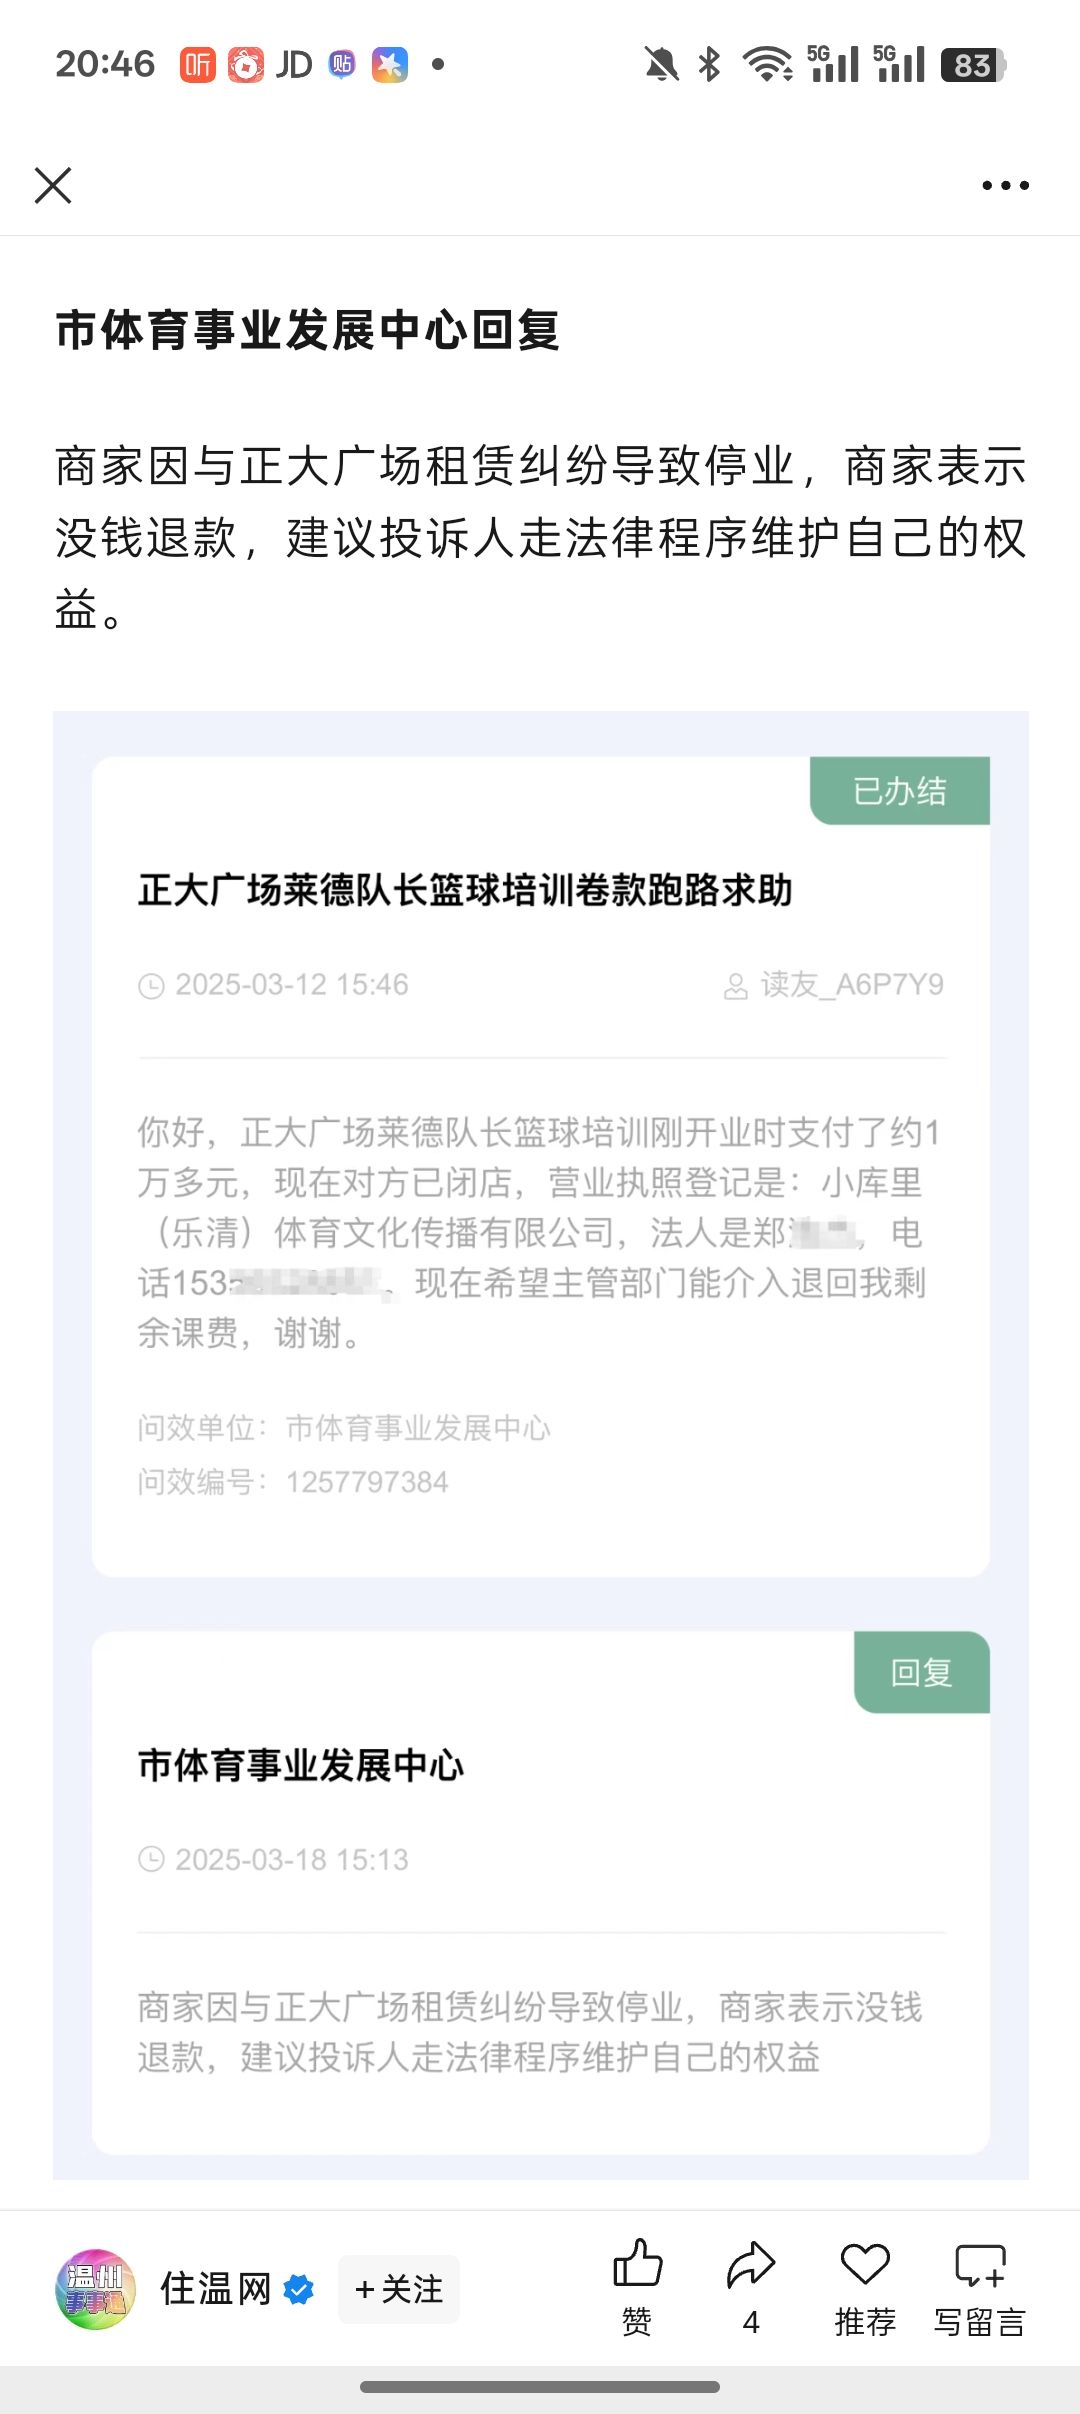 20:46 听 JD 贴 5G 5G 83
市体育事业发展中心回复
商家因与正大广场租赁纠纷导致停业，商家表示
没钱退款，建议投诉人走法律程序维护自己的权
益。
已办结
正大广场莱德队长篮球培训卷款跑路求助
2025-03-12 15:46 读友_A6P7Y9
你好，正大广场莱德队长篮球培训刚开业时支付了约1
万多元，现在对方已闭店，营业执照登记是：小库里
（乐清）体育文化传播有限公司，法人是郑，电
话153、现在希望主管部门能介入退回我剩
余课费，谢谢。
问效单位：市体育事业发展中心
问效编号：1257797384
回复
市体育事业发展中心
2025-03-18 15:13
商家因与正大广场租赁纠纷导致停业，商家表示没钱
退款，建议投诉人走法律程序维护自己的权益
温州
事事通
住温网 +关注
赞 4 推荐 写留言